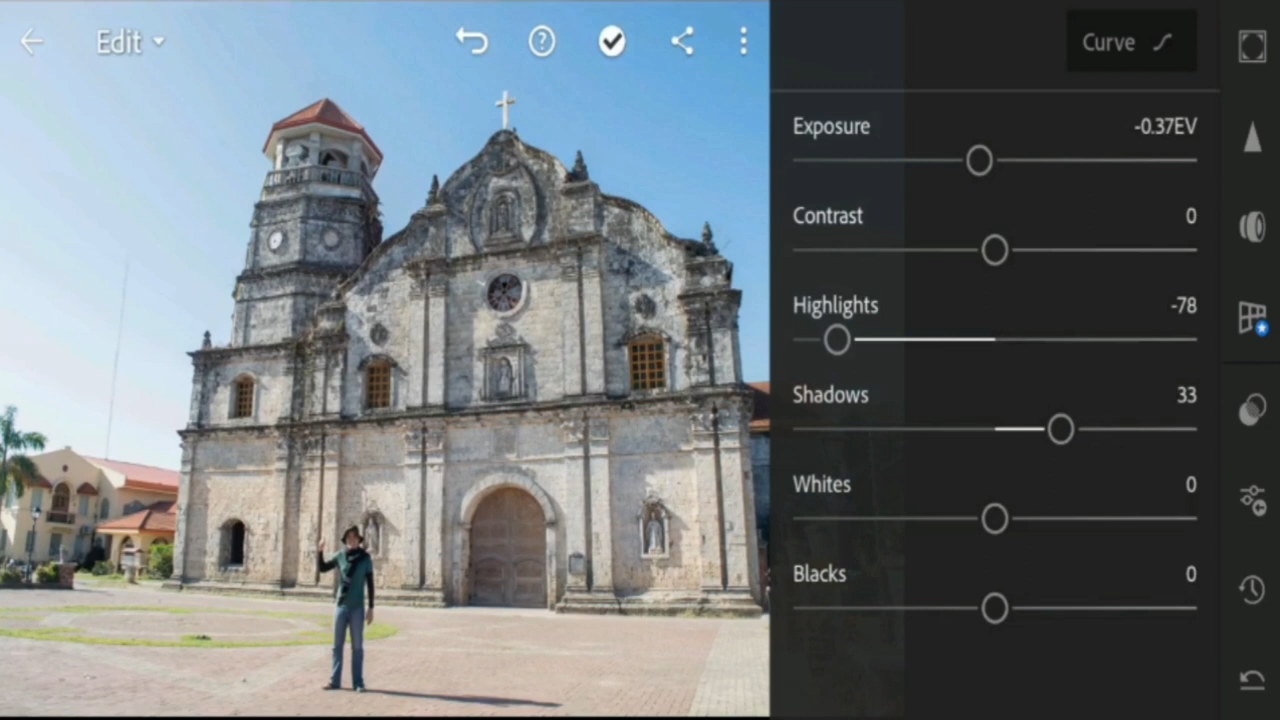 Edit
Curve
Exposure -0.37EV
Contrast 0
Highlights -78
Shadows 33
Whites 0
Blacks 0